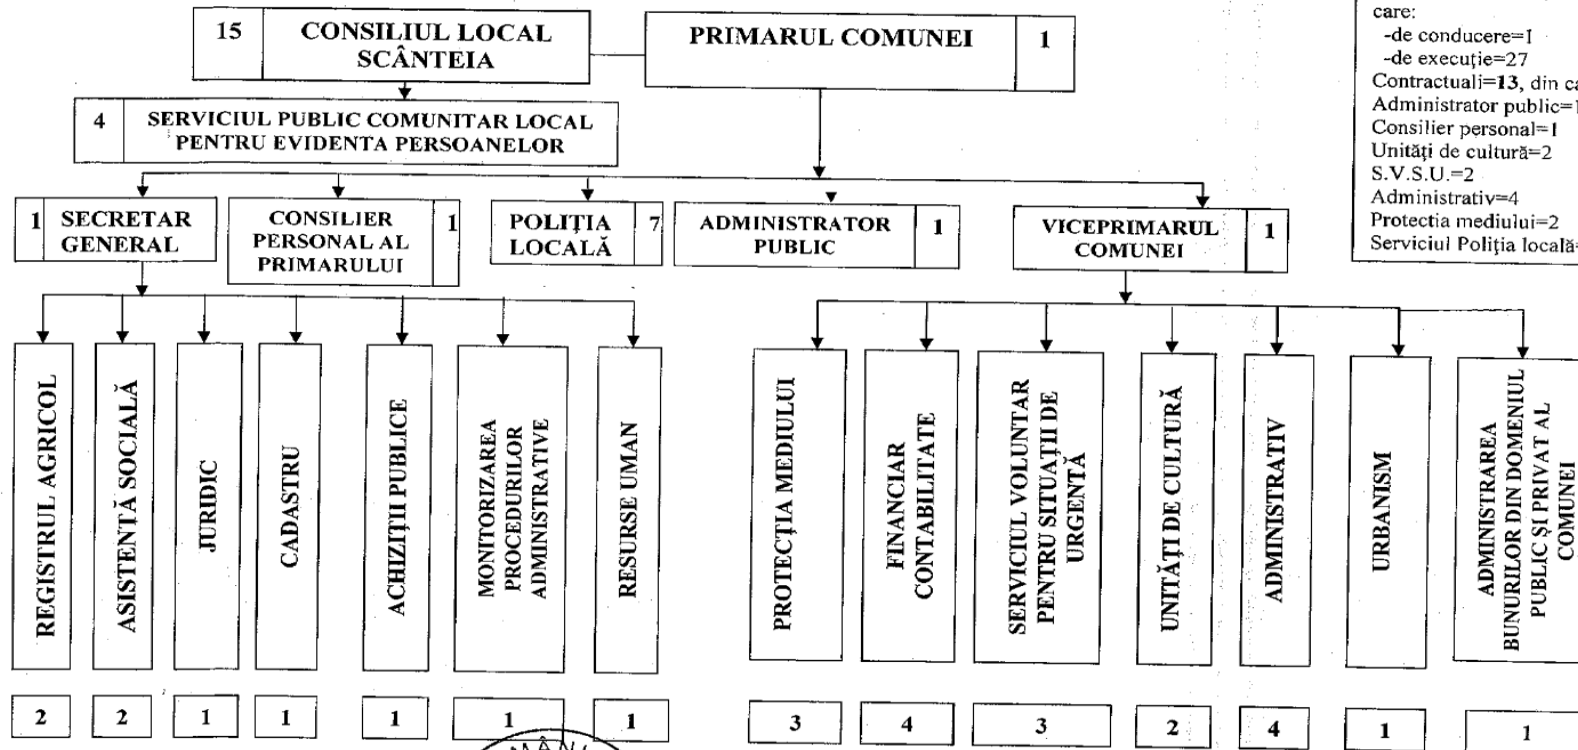 15 CONSILIUL LOCAL
SCÂNTEIA
PRIMARUL COMUNEI 1
care:
-de conducere=1
-de execuție=27
Contractuali=13, din
Administrator public=1
Consilier personal=1
Unități de cultură=2
S.V.S.U.=2
Administrativ=4
Protectia mediului=2
Serviciul Poliția locală=
4 SERVICIUL PUBLIC COMUNITAR LOCAL
PENTRU EVIDENTA PERSOANELOR
1 SECRETAR
GENERAL
CONSILIER 1
PERSONAL AL
PRIMARULUI
POLIȚIA 7
LOCALĂ
ADMINISTRATOR 1
PUBLIC
VICEPRIMARUL 1
COMUNEI
REGISTRUL AGRICOL
ASISTENTĂ SOCIALĂ
JURIDIC
CADASTRU
ACHIZIȚII PUBLICE
MONITORIZAREA
PROCEDURILOR
ADMINISTRATIVE
RESURSE UMAN
PROTECȚIA MEDIULUI
FINANCIAR
CONTABILITATE
SERVICIUL VOLUNTAR
PENTRU SITUAȚII DE
URGENTĂ
UNITĂȚI DE CULTURĂ
ADMINISTRATIV
URBANISM
ADMINISTRAREA
BUNURILOR DIN DOMENIUL
PUBLIC ȘI PRIVAT AL
COMUNEI
2 2 1 1 1 1 1 3 4 3 2 4 1 1